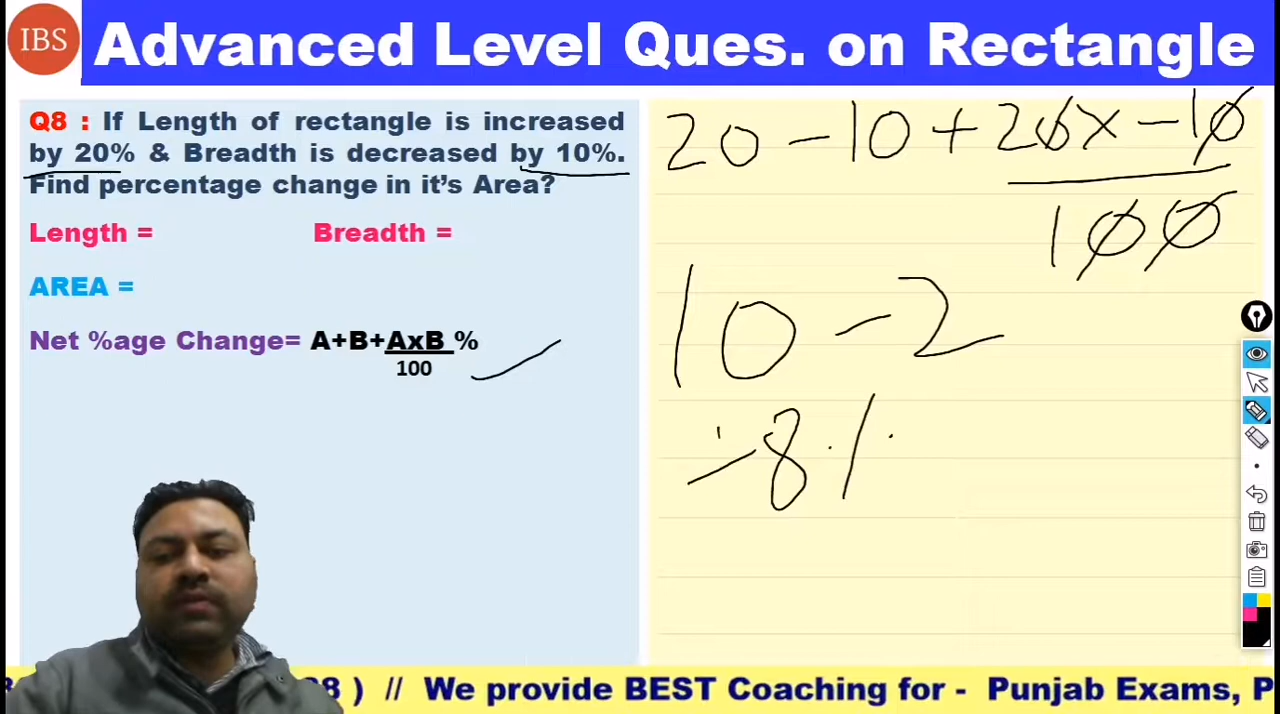 IBS
Advanced Level Ques. on Rectangle
Q8 : If Length of rectangle is increased
by 20% & Breadth is decreased by 10%.
Find percentage change in it's Area?
Length =
Breadth =
AREA =
Net %age Change= A+B+AxB %
100
20 - 10 + 20 x - 10
100
10 - 2
8%
8 ) // We provide BEST Coaching for - Punjab Exams, P